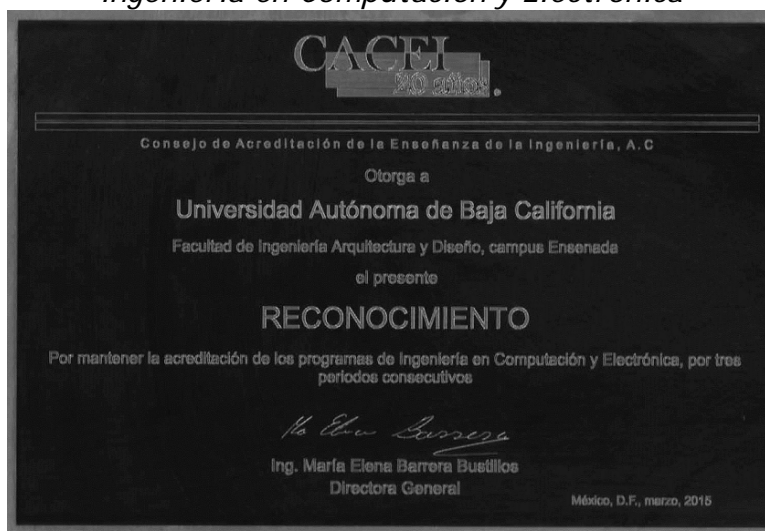 Ingeniería en Computación y Electrónica
CACEI
20 años.
Consejo de Acreditación de la Enseñanza de la Ingeniería, A.C
Otorga a
Universidad Autónoma de Baja California
Facultad de Ingeniería Arquitectura y Diseño, campus Ensenada
el presente
RECONOCIMIENTO
Por mantener la acreditación de los programas de Ingeniería en Computación y Electrónica, por tres
periodos consecutivos
Ma Elena Barrera
Ing. María Elena Barrera Bustillos
Directora General
México, D.F., marzo, 2015